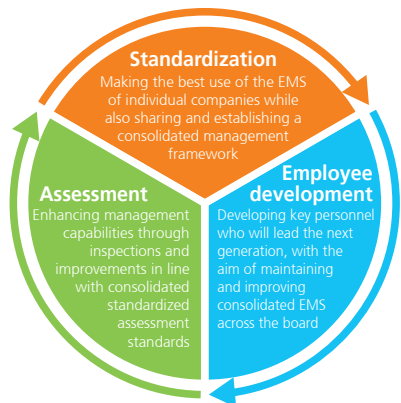 Standardization
Making the best use of the EMS
of individual companies while
also sharing and establishing a
consolidated management
framework
Employee
development
Developing key personnel
who will lead the next
generation, with the
aim of maintaining
and improving
consolidated EMS
across the board
Assessment
Enhancing management
capabilities through
inspections and
improvements in line
with consolidated
standardized
assessment
standards